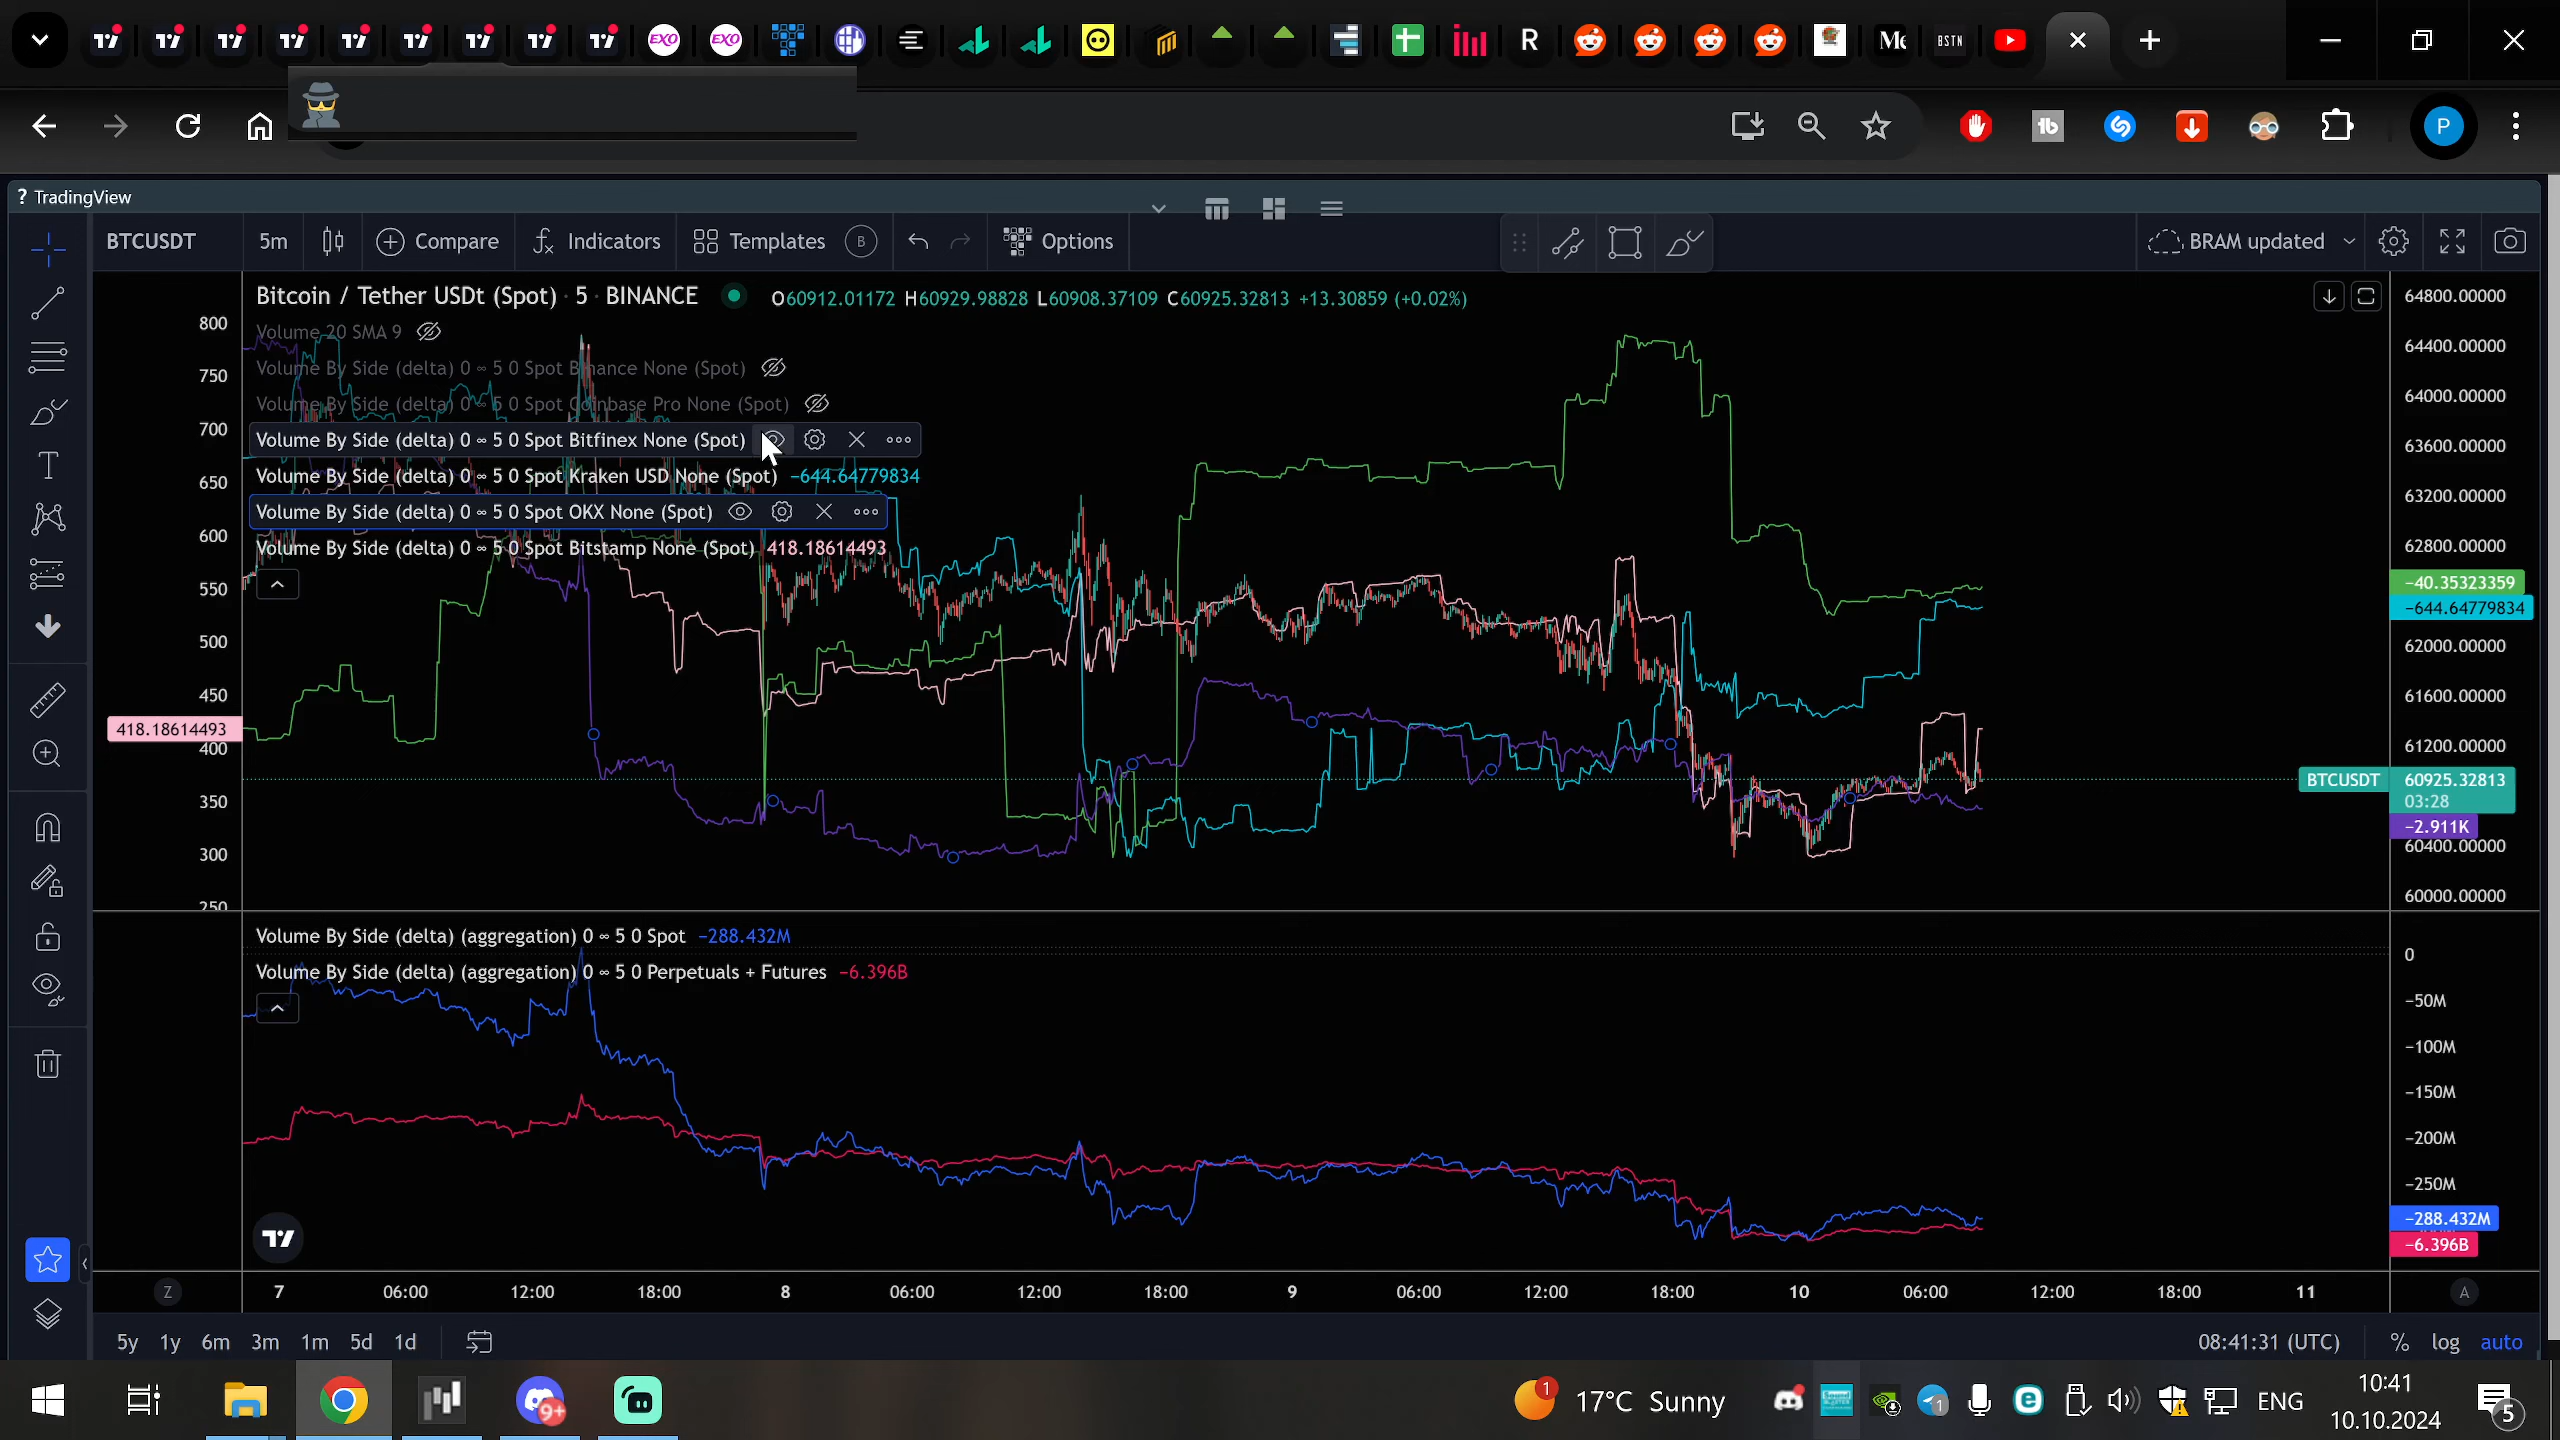 EXO
EXO
R
Me
BSTN
tb
P
? TradingView
BTCUSDT
5m
Compare
Indicators
Templates
B
Options
BRAM updated
Bitcoin / Tether USDt (Spot) · 5 · BINANCE
O60912.01172 H60929.98828 L60908.37109 C60925.32813 +13.30859 (+0.02%)
Volume 20 SMA 9
Volume By Side (delta) 0 ∞ 5 0 Spot Binance None (Spot)
Volume By Side (delta) 0 ∞ 5 0 Spot Coinbase Pro None (Spot)
Volume By Side (delta) 0 ∞ 5 0 Spot Bitfinex None (Spot)
Volume By Side (delta) 0 ∞ 5 0 Spot Kraken USD None (Spot) −644.64779834
Volume By Side (delta) 0 ∞ 5 0 Spot OKX None (Spot)
Volume By Side (delta) 0 ∞ 5 0 Spot Bitstamp None (Spot) 418.18614493
800
750
700
650
600
550
500
450
418.18614493
400
350
300
250
64800.00000
64400.00000
64000.00000
63600.00000
63200.00000
62800.00000
−40.35323359
−644.64779834
62000.00000
61600.00000
61200.00000
BTCUSDT
60925.32813
03:28
−2.911K
60400.00000
60000.00000
Volume By Side (delta) (aggregation) 0 ∞ 5 0 Spot −288.432M
Volume By Side (delta) (aggregation) 0 ∞ 5 0 Perpetuals + Futures −6.396B
0
−50M
−100M
−150M
−200M
−250M
−288.432M
−6.396B
Z
7
06:00
12:00
18:00
8
06:00
12:00
18:00
9
06:00
12:00
18:00
10
06:00
12:00
18:00
11
A
5y 1y 6m 3m 1m 5d 1d
08:41:31 (UTC)
%
log
auto
9+
1
17°C Sunny
1
ENG
10:41
10.10.2024
5